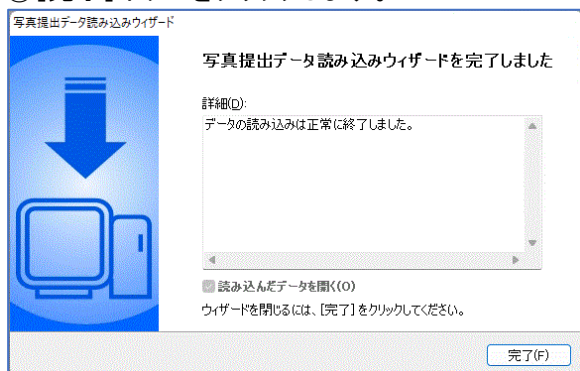 写真提出データ読み込みウィザード
写真提出データ読み込みウィザードを完了しました
詳細(D):
データの読み込みは正常に終了しました。
読み込んだデータを開く(O)
ウィザードを閉じるには、[完了]をクリックしてください。
完了(F)